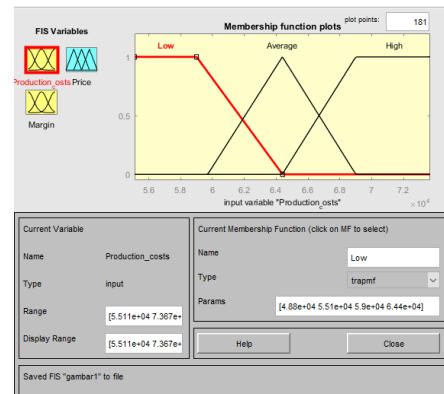 FIS Variables
Membership function plots
plot points:
181
Low
Average
High
Production_costs
Price
Margin
1
0.5
0
5.6
5.8
6
6.2
6.4
6.6
6.8
7
7.2
×10⁴
input variable "Production_costs"
Current Variable
Name
Production_costs
Type
input
Range
[5.511e+04 7.367e+
Display Range
[5.511e+04 7.367e+
Current Membership Function (click on MF to select)
Name
Low
Type
trapmf
Params
[4.88e+04 5.51e+04 5.9e+04 6.44e+04]
Help
Close
Saved FIS "gambar1" to file